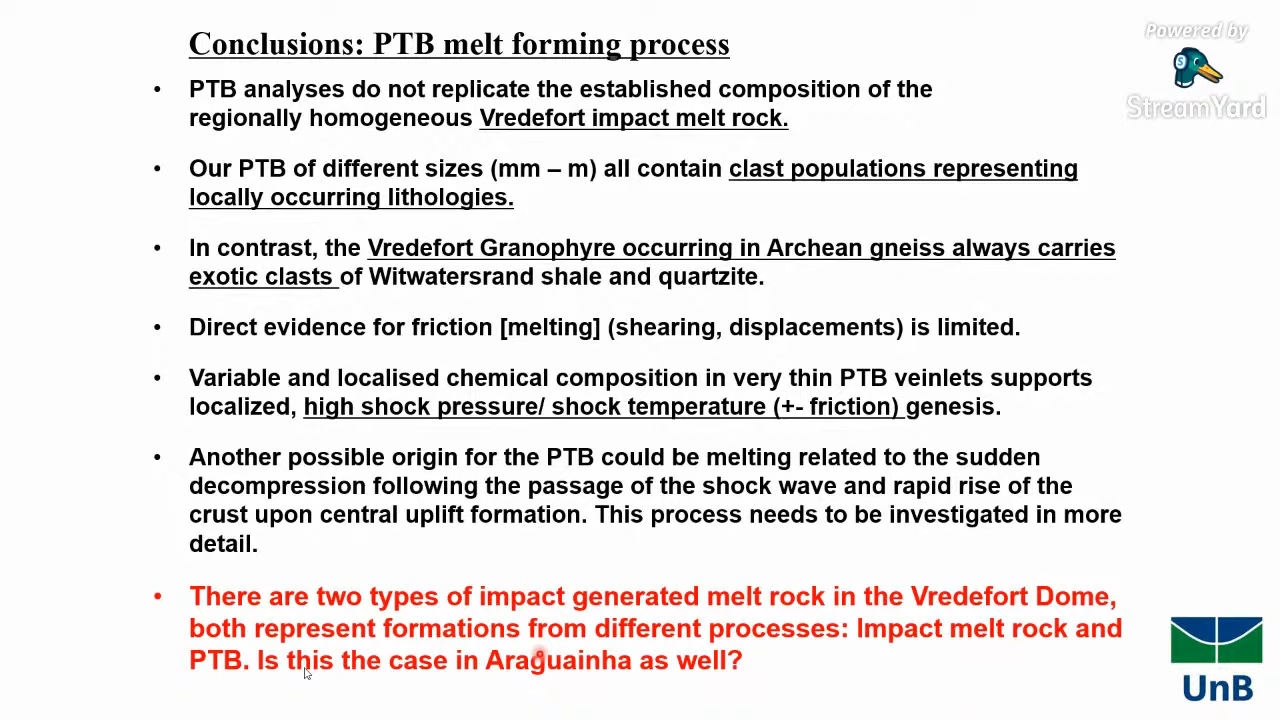 Conclusions: PTB melt forming process
Powered by
StreamYard
• PTB analyses do not replicate the established composition of the
regionally homogeneous Vredefort impact melt rock.
• Our PTB of different sizes (mm – m) all contain clast populations representing
locally occurring lithologies.
• In contrast, the Vredefort Granophyre occurring in Archean gneiss always carries
exotic clasts of Witwatersrand shale and quartzite.
• Direct evidence for friction [melting] (shearing, displacements) is limited.
• Variable and localised chemical composition in very thin PTB veinlets supports
localized, high shock pressure/ shock temperature (+- friction) genesis.
• Another possible origin for the PTB could be melting related to the sudden
decompression following the passage of the shock wave and rapid rise of the
crust upon central uplift formation. This process needs to be investigated in more
detail.
• There are two types of impact generated melt rock in the Vredefort Dome,
both represent formations from different processes: Impact melt rock and
PTB. Is this the case in Araguainha as well?
UnB